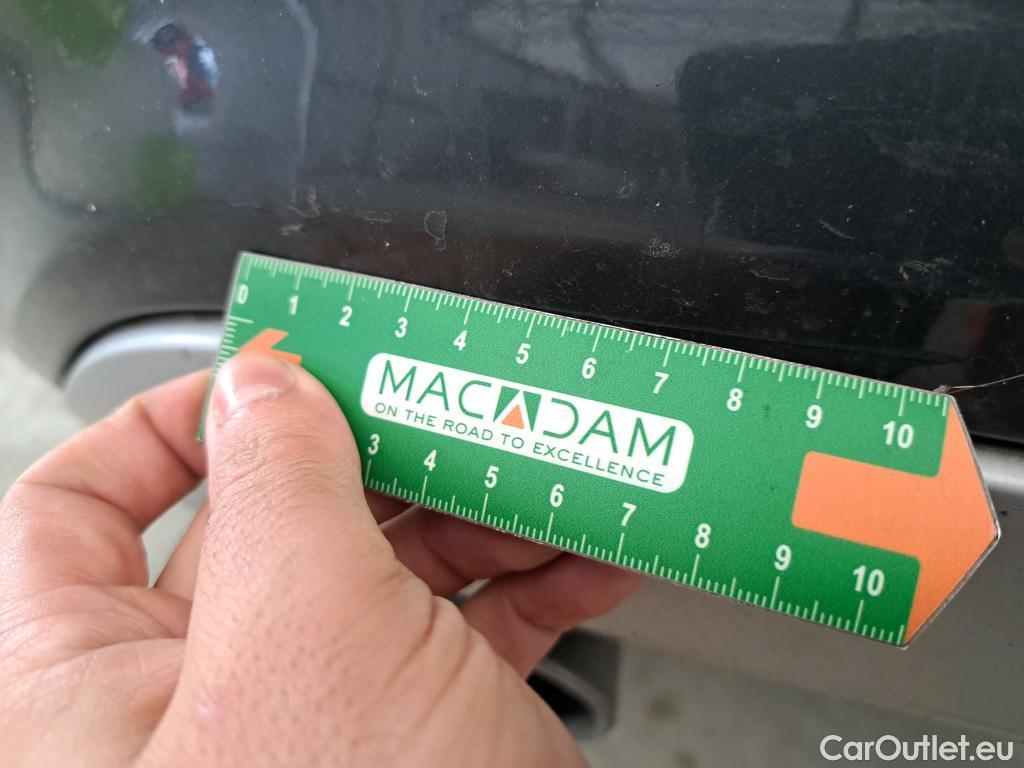 0 1 2 3 4 5 6 7 8 9 10
MACADAM
ON THE ROAD TO EXCELLENCE
3 4 5 6 7 8 9 10
CarOutlet.eu